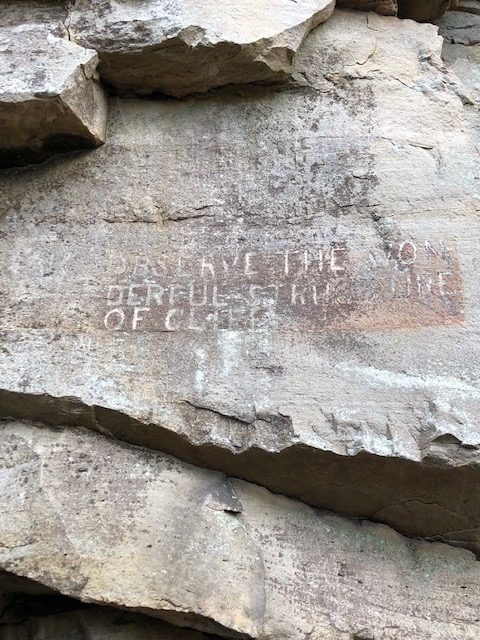 OBSERVE THE WON
DERFUL STRUCTURE
OF